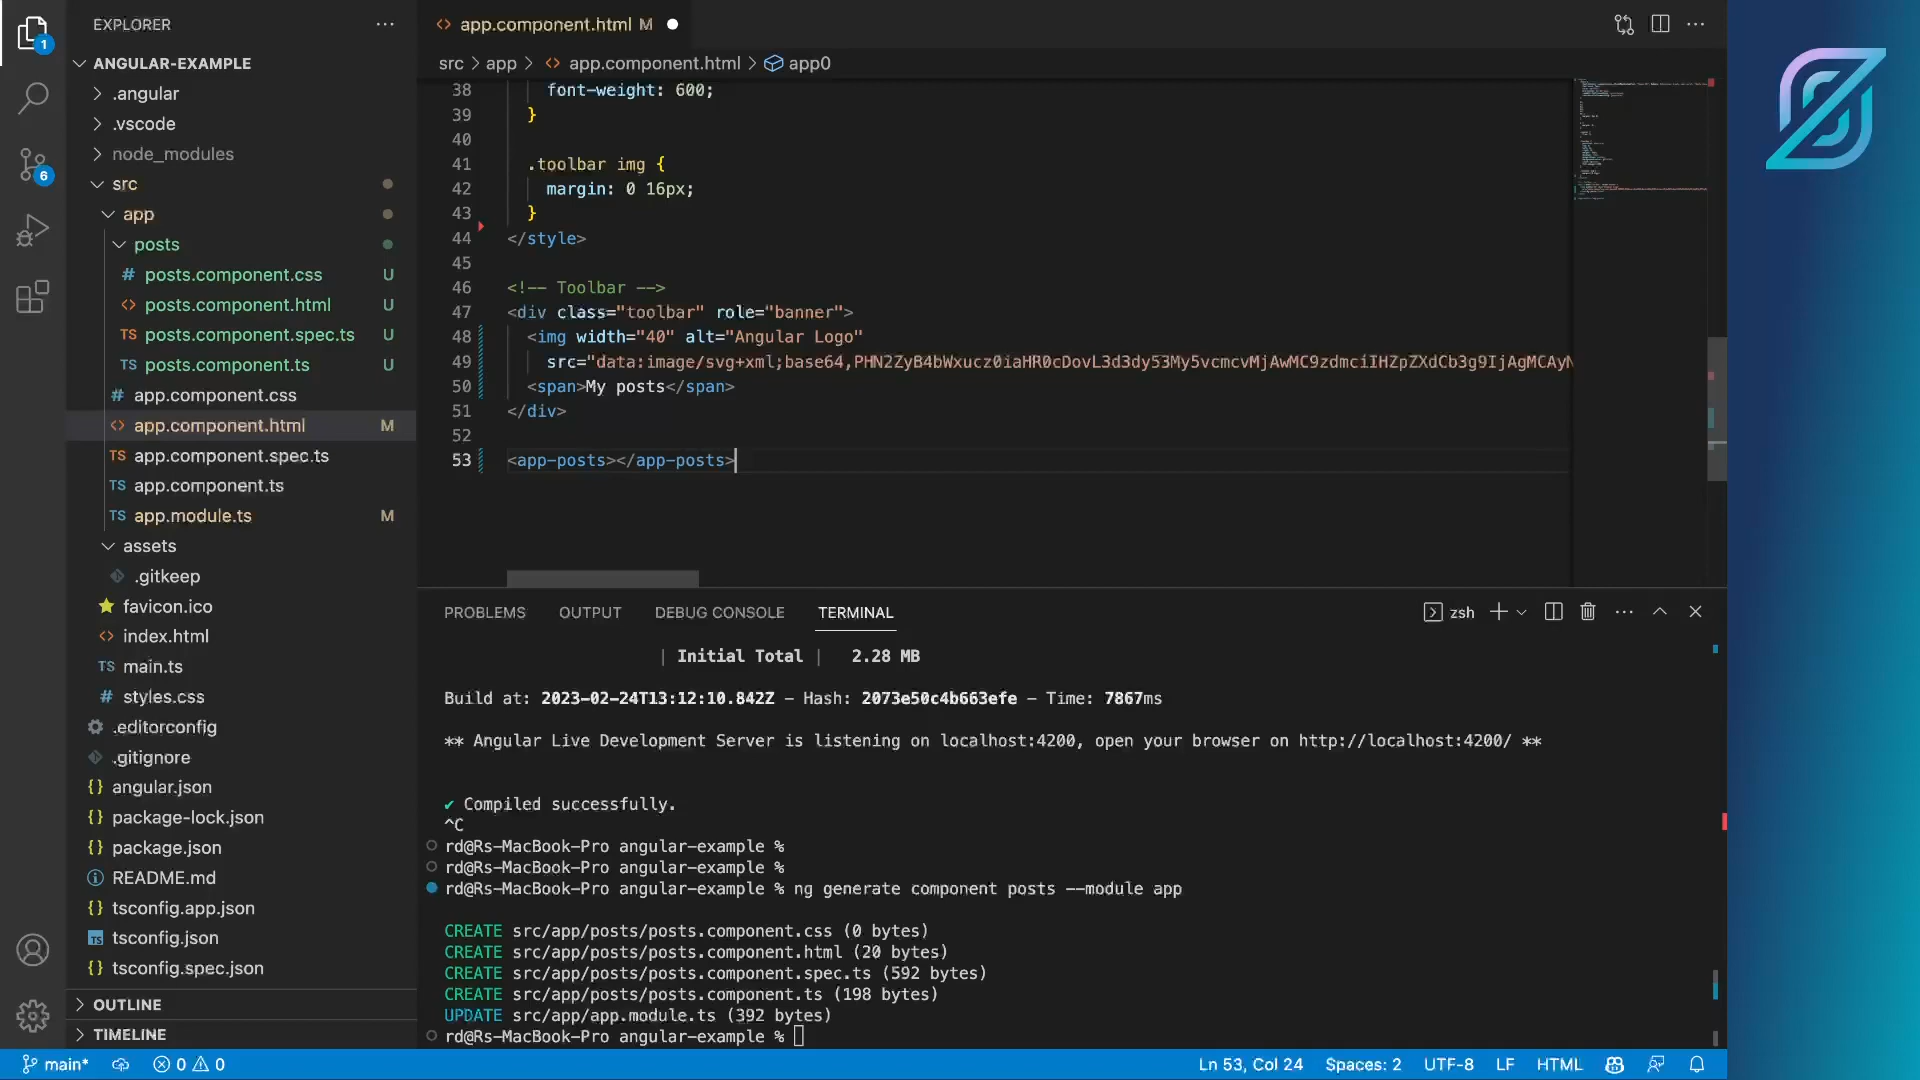 EXPLORER
ANGULAR-EXAMPLE
.angular
.vscode
node_modules
src
app
posts
# posts.component.css U
<> posts.component.html U
TS posts.component.spec.ts U
TS posts.component.ts U
# app.component.css
<> app.component.html M
TS app.component.spec.ts
TS app.component.ts
TS app.module.ts M
assets
.gitkeep
favicon.ico
<> index.html
TS main.ts
# styles.css
.editorconfig
.gitignore
{} angular.json
{} package-lock.json
{} package.json
README.md
{} tsconfig.app.json
TS tsconfig.json
{} tsconfig.spec.json
OUTLINE
TIMELINE
1
6
<> app.component.html M
src > app > <> app.component.html > app0
38 font-weight: 600;
39 }
40
41 .toolbar img {
42 margin: 0 16px;
43 }
44 </style>
45
46 <!-- Toolbar -->
47 <div class="toolbar" role="banner">
48 <img width="40" alt="Angular Logo"
49 src="data:image/svg+xml;base64,PHN2ZyB4bWxucz0iaHR0cDovL3d3dy53My5vcmcvMjAwMC9zdmciIHZpZXdCb3g9IjAgMCAyN
50 <span>My posts</span>
51 </div>
52
53 <app-posts></app-posts>
PROBLEMS OUTPUT DEBUG CONSOLE TERMINAL zsh
| Initial Total | 2.28 MB
Build at: 2023-02-24T13:12:10.842Z - Hash: 2073e50c4b663efe - Time: 7867ms
** Angular Live Development Server is listening on localhost:4200, open your browser on http://localhost:4200/ **
✔ Compiled successfully.
^C
rd@Rs-MacBook-Pro angular-example %
rd@Rs-MacBook-Pro angular-example %
rd@Rs-MacBook-Pro angular-example % ng generate component posts --module app
CREATE src/app/posts/posts.component.css (0 bytes)
CREATE src/app/posts/posts.component.html (20 bytes)
CREATE src/app/posts/posts.component.spec.ts (592 bytes)
CREATE src/app/posts/posts.component.ts (198 bytes)
UPDATE src/app/app.module.ts (392 bytes)
rd@Rs-MacBook-Pro angular-example %
main* 0 0 Ln 53, Col 24 Spaces: 2 UTF-8 LF HTML